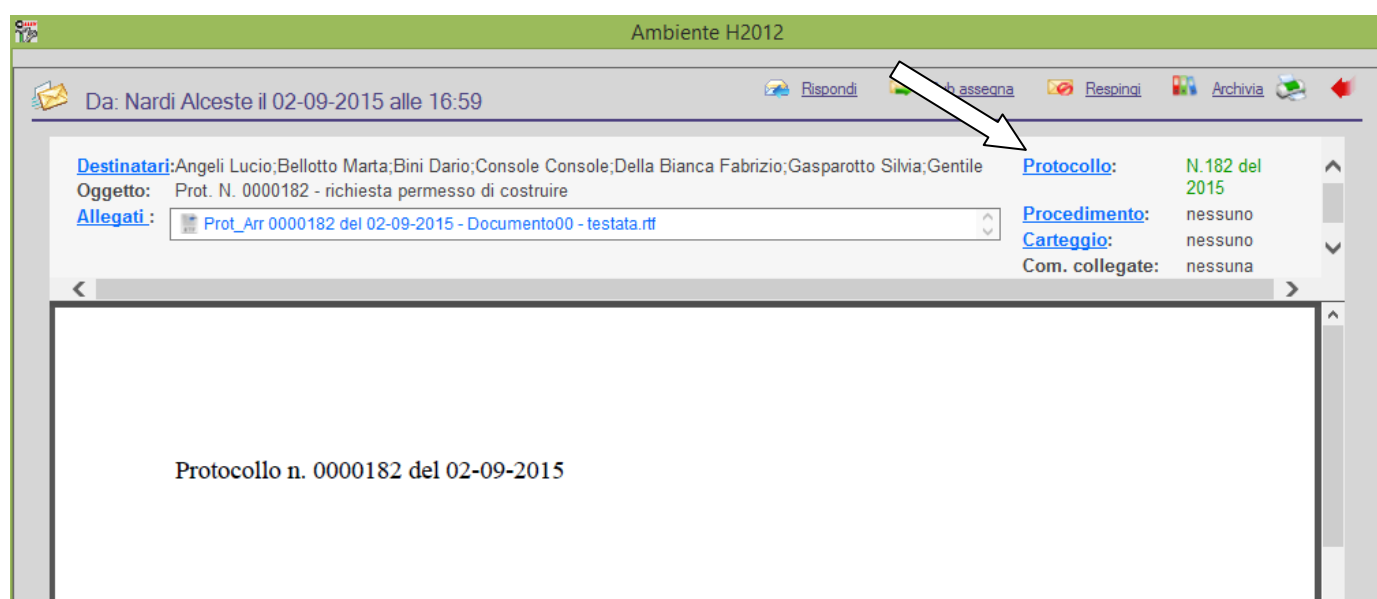 Ambiente H2012
Da: Nardi Alceste il 02-09-2015 alle 16:59
Rispondi
assegna
Respingi
Archivia
Destinatari:Angeli Lucio;Bellotto Marta;Bini Dario;Console Console;Della Bianca Fabrizio;Gasparotto Silvia;Gentile
Oggetto: Prot. N. 0000182 - richiesta permesso di costruire
Allegati : Prot_Arr 0000182 del 02-09-2015 - Documento00 - testata.rtf
Protocollo: N.182 del
2015
Procedimento: nessuno
Carteggio: nessuno
Com. collegate: nessuna
Protocollo n. 0000182 del 02-09-2015